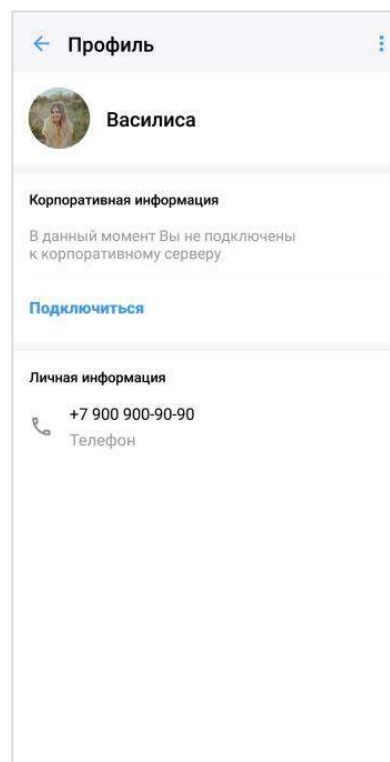 Профиль
Василиса
Корпоративная информация
В данный момент Вы не подключены
к корпоративному серверу
Подключиться
Личная информация
+7 900 900-90-90
Телефон